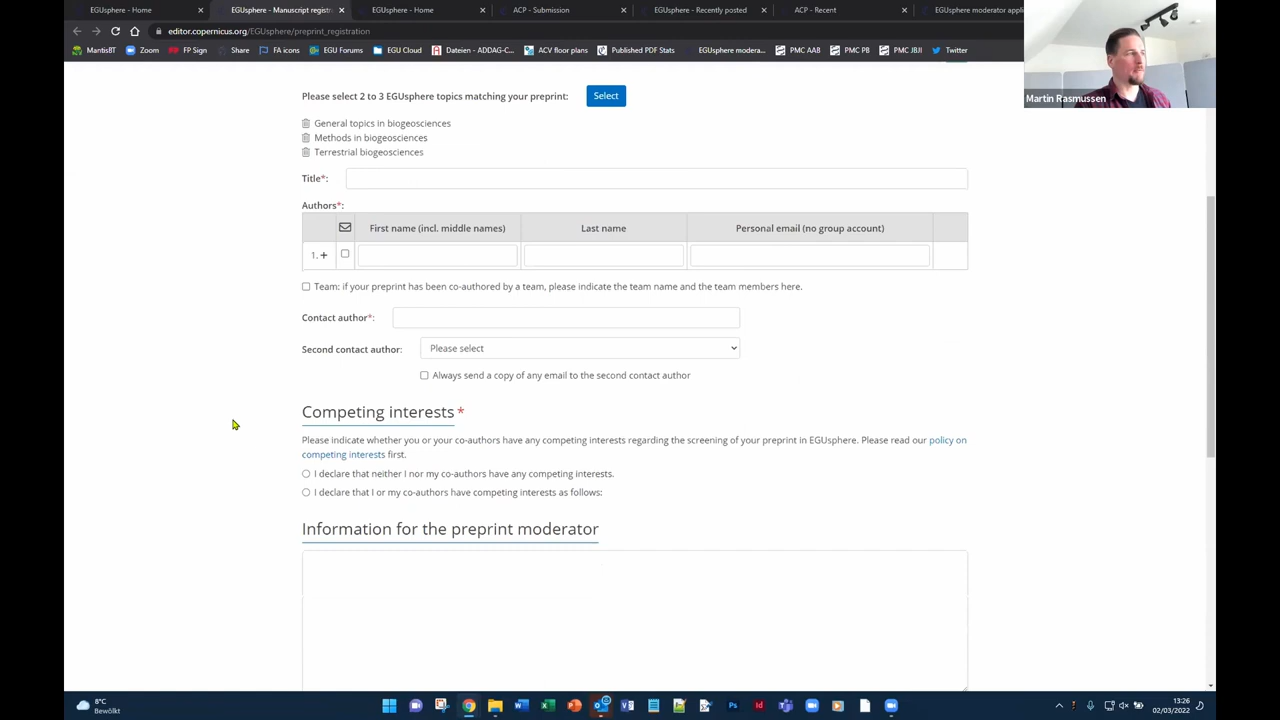 EGUsphere - Home
EGUsphere - Manuscript registr
EGUsphere - Home
ACP - Submission
EGUsphere - Recently posted
ACP - Recent
EGUsphere moderator applic
editor.copernicus.org/EGUsphere/preprint_registration
MantisBT
Zoom
FP Sign
Share
FA icons
EGU Forums
EGU Cloud
Dateien - ADDAG-C...
ACV floor plans
Published PDF Stats
EGUsphere modera...
PMC AAB
PMC PB
PMC JBJI
Twitter
Martin Rasmussen
Please select 2 to 3 EGUsphere topics matching your preprint:
Select
General topics in biogeosciences
Methods in biogeosciences
Terrestrial biogeosciences
Title*:
Authors*:
First name (incl. middle names)
Last name
Personal email (no group account)
1. +
Team: if your preprint has been co-authored by a team, please indicate the team name and the team members here.
Contact author*:
Second contact author:
Please select
Always send a copy of any email to the second contact author
Competing interests *
Please indicate whether you or your co-authors have any competing interests regarding the screening of your preprint in EGUsphere. Please read our policy on
competing interests first.
I declare that neither I nor my co-authors have any competing interests.
I declare that I or my co-authors have competing interests as follows:
Information for the preprint moderator
8°C
Bewölkt
13:26
02/03/2022